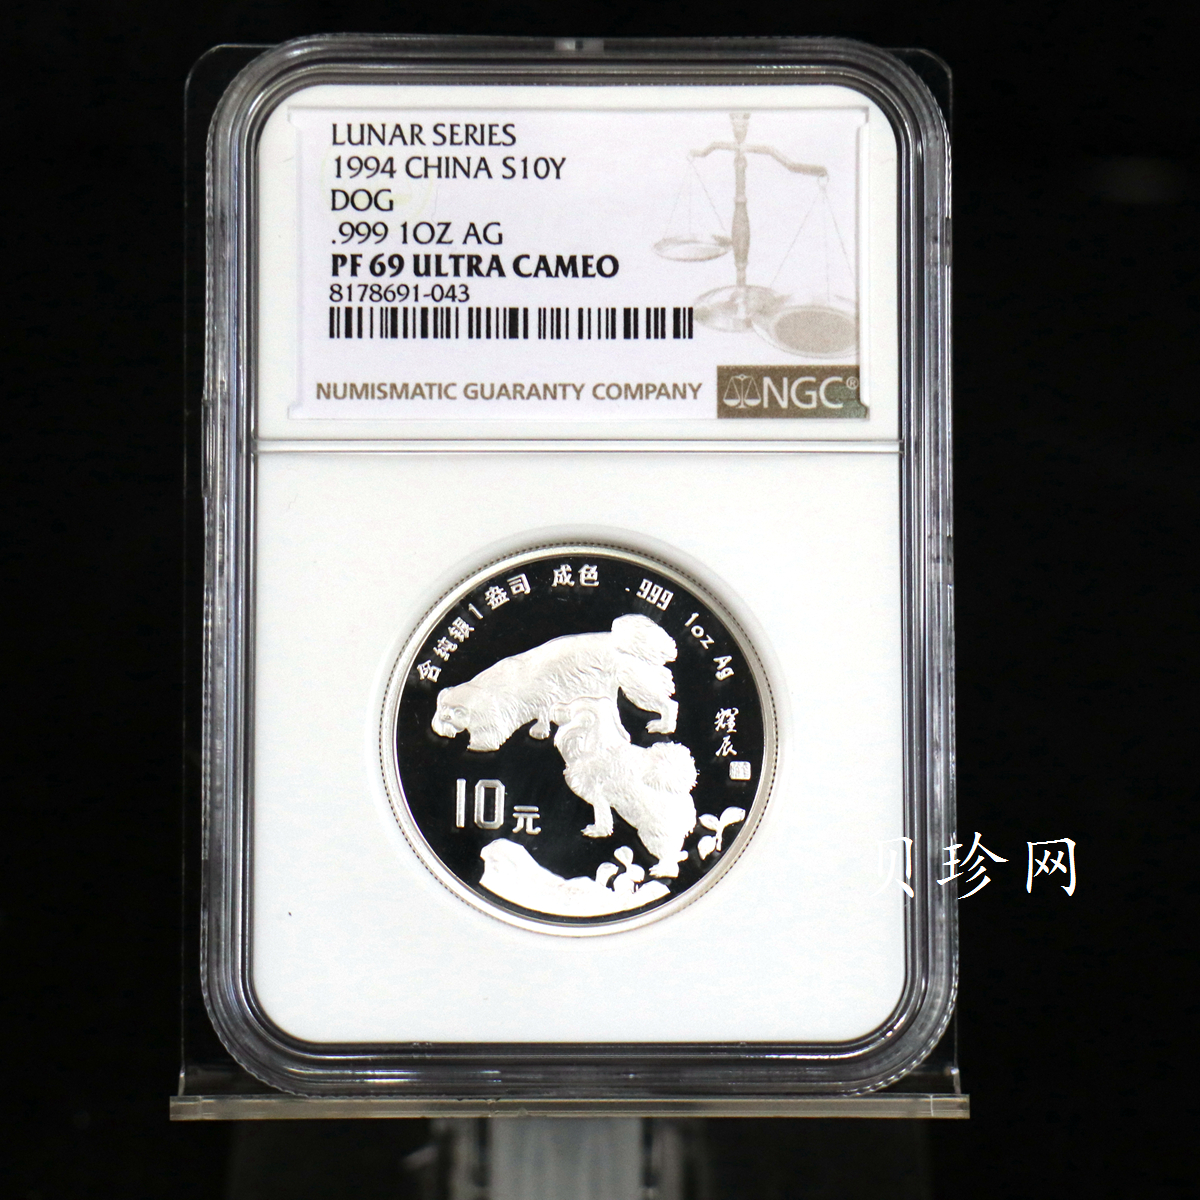 LUNAR SERIES
1994 CHINA S10Y
DOG
.999 1OZ AG
PF 69 ULTRA CAMEO
8178691-043
NUMISMATIC GUARANTY COMPANY
NGC®
含纯银1盎司 成色 .999 1oz Ag
耀辰
10元
贝珍网